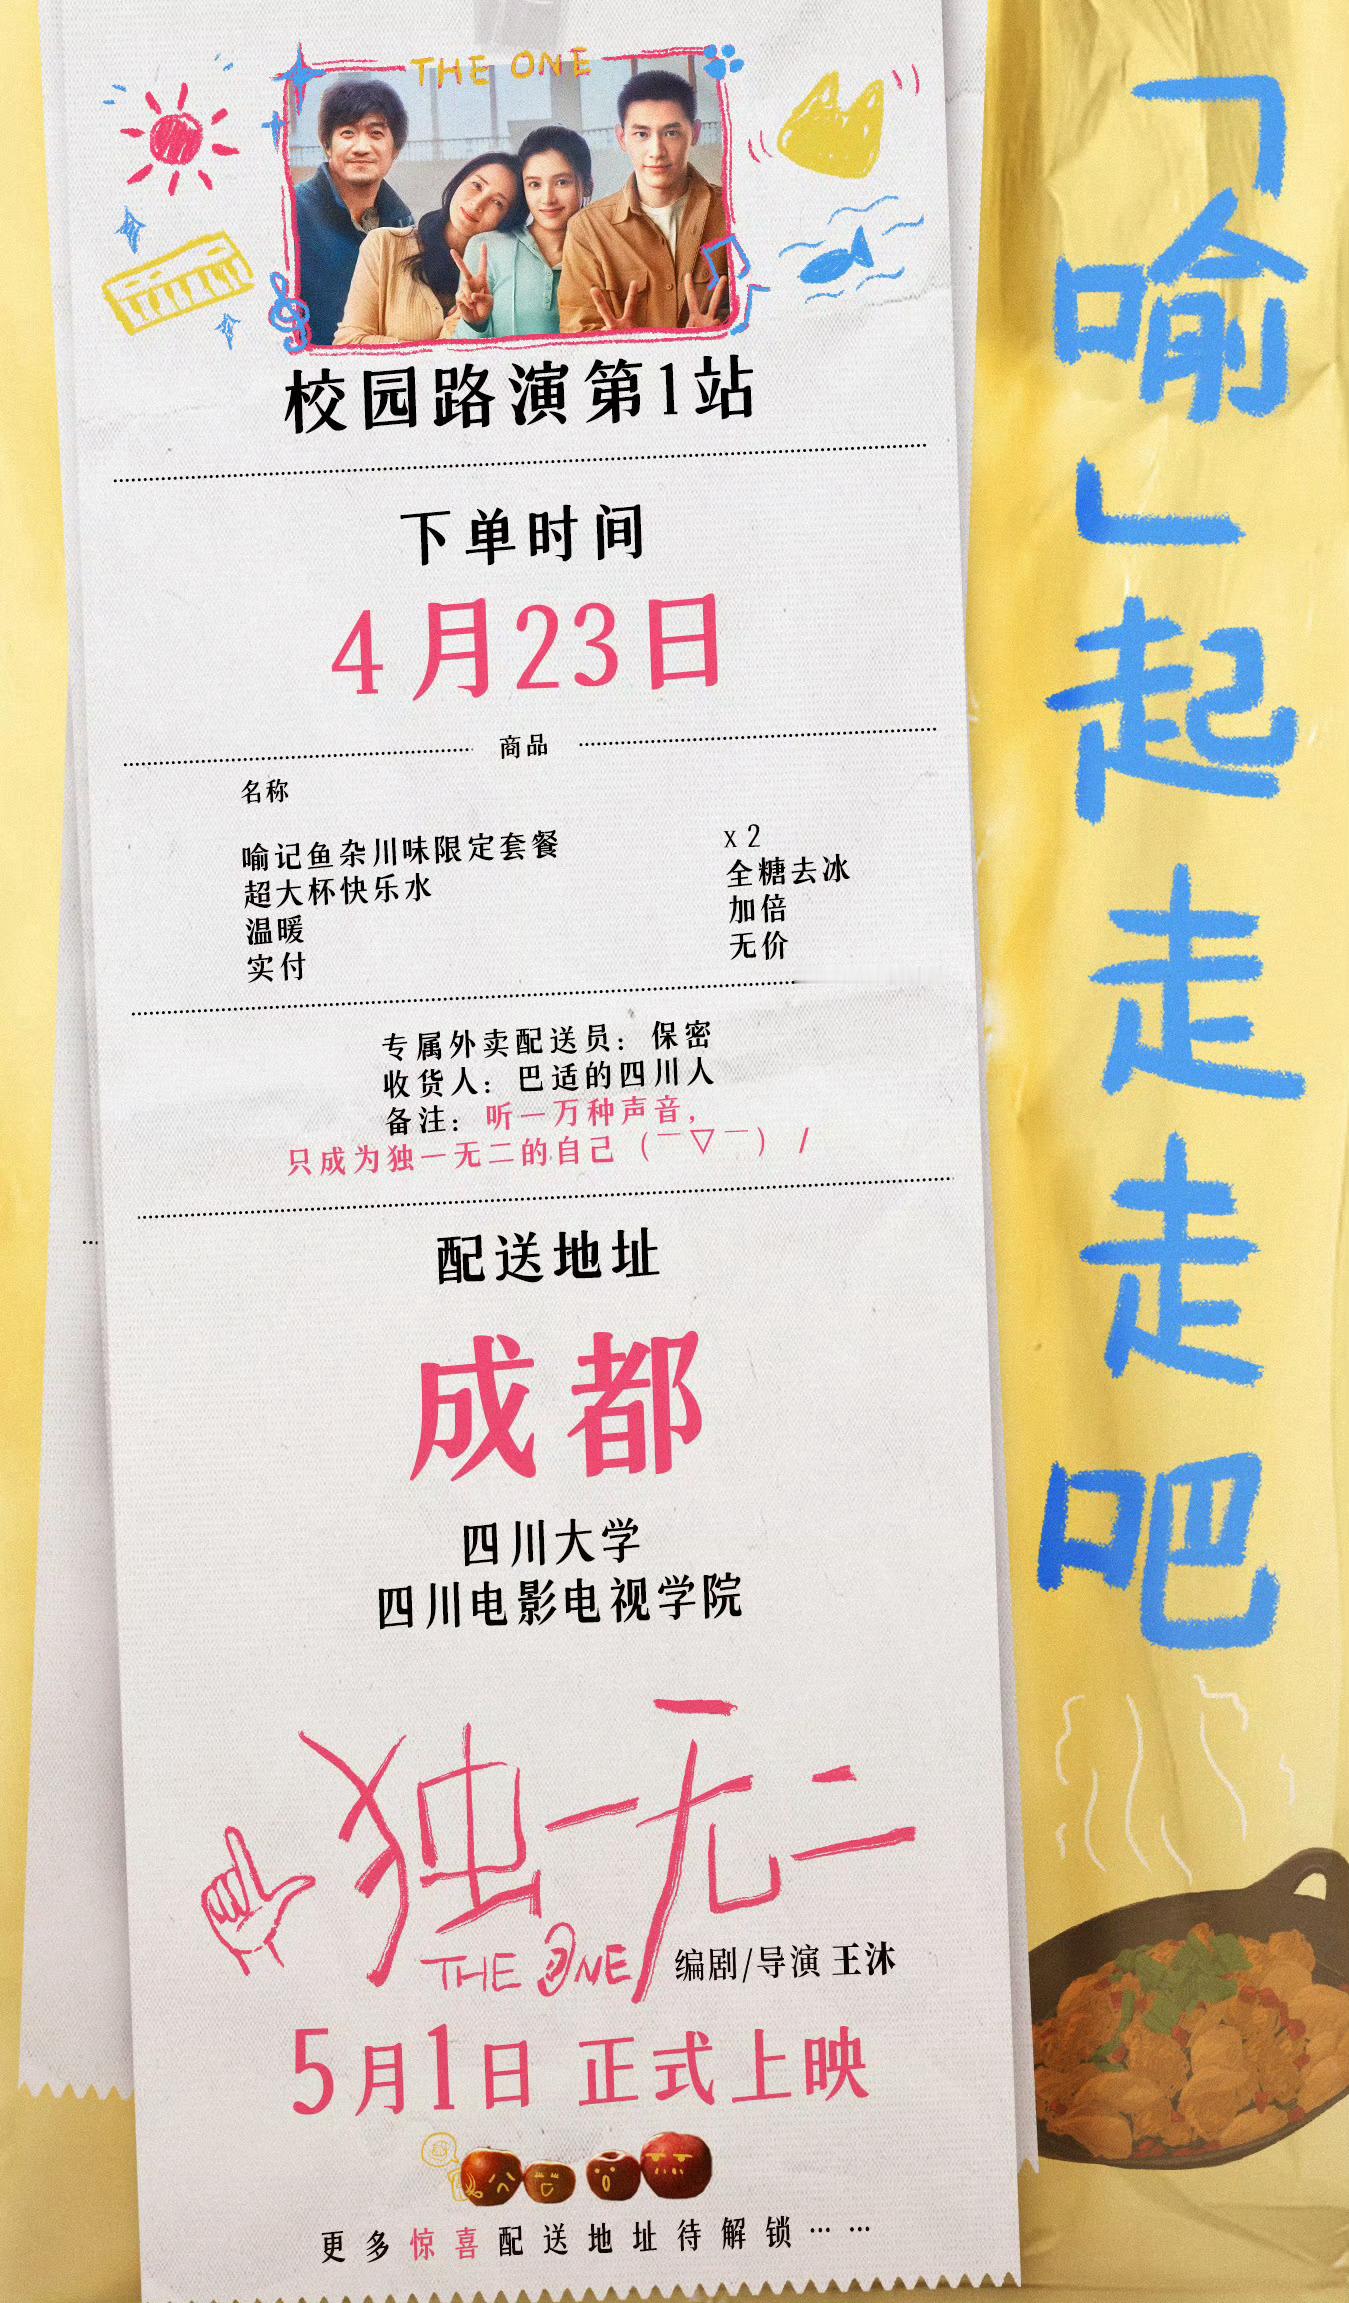 THE ONE
校园路演第1站
下单时间
4月23日
商品
名称
喻记鱼杂川味限定套餐 x 2
超大杯快乐水 全糖去冰
温暖 加倍
实付 无价
专属外卖配送员：保密
收货人：巴适的四川人
备注：听一万种声音，
只成为独一无二的自己（￣▽￣）/
配送地址
成都
四川大学
四川电影电视学院
独一无二
THE ONE
编剧/导演 王沐
5月1日 正式上映
更多惊喜配送地址待解锁……
「喻」起走走吧